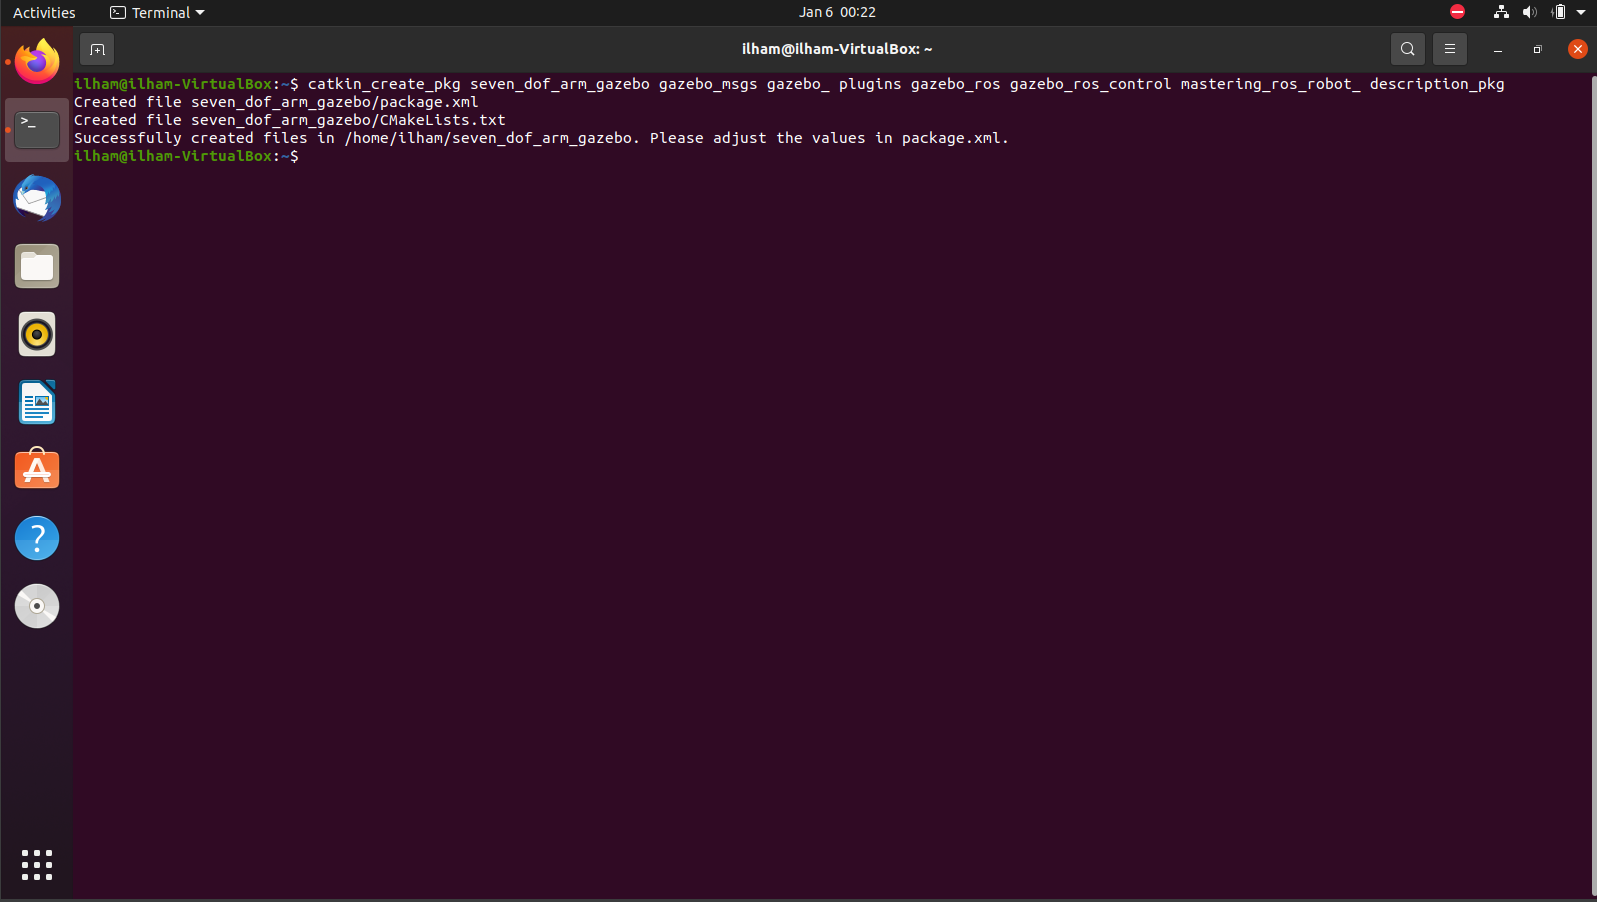 Activities Terminal Jan 6 00:22
ilham@ilham-VirtualBox: ~
ilham@ilham-VirtualBox:~$ catkin_create_pkg seven_dof_arm_gazebo gazebo_msgs gazebo_ plugins gazebo_ros gazebo_ros_control mastering_ros_robot_ description_pkg
Created file seven_dof_arm_gazebo/package.xml
Created file seven_dof_arm_gazebo/CMakeLists.txt
Successfully created files in /home/ilham/seven_dof_arm_gazebo. Please adjust the values in package.xml.
ilham@ilham-VirtualBox:~$